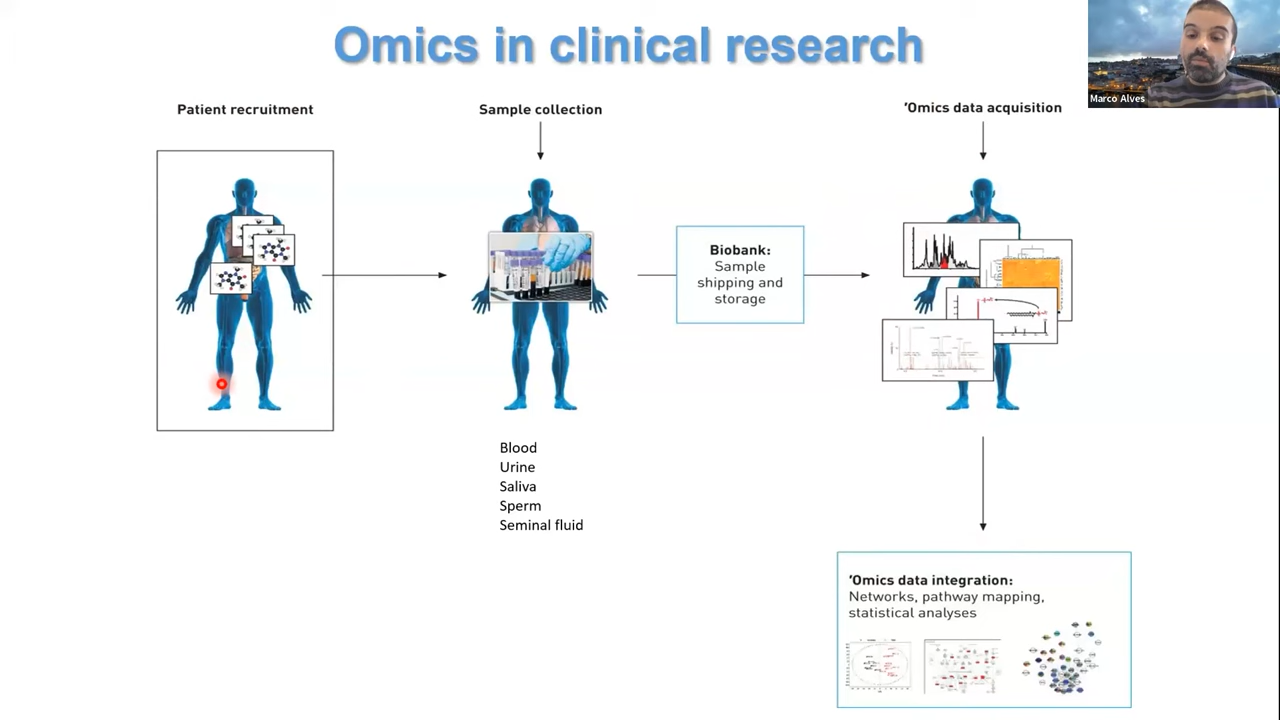 Omics in clinical research
Marco Alves
Patient recruitment
Sample collection
'Omics data acquisition
Biobank:
Sample
shipping and
storage
Blood
Urine
Saliva
Sperm
Seminal fluid
'Omics data integration:
Networks, pathway mapping,
statistical analyses